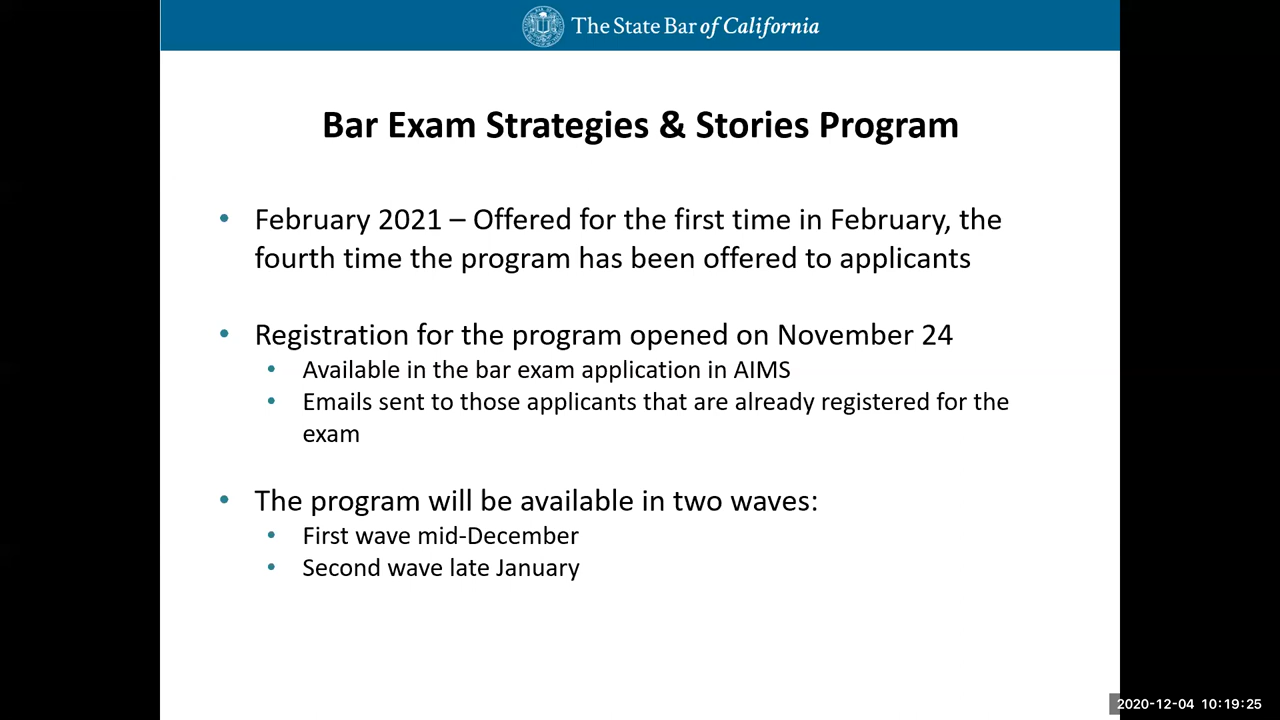 The State Bar of California
Bar Exam Strategies & Stories Program
• February 2021 – Offered for the first time in February, the
fourth time the program has been offered to applicants
• Registration for the program opened on November 24
• Available in the bar exam application in AIMS
• Emails sent to those applicants that are already registered for the
exam
• The program will be available in two waves:
• First wave mid-December
• Second wave late January
2020-12-04 10:19:25